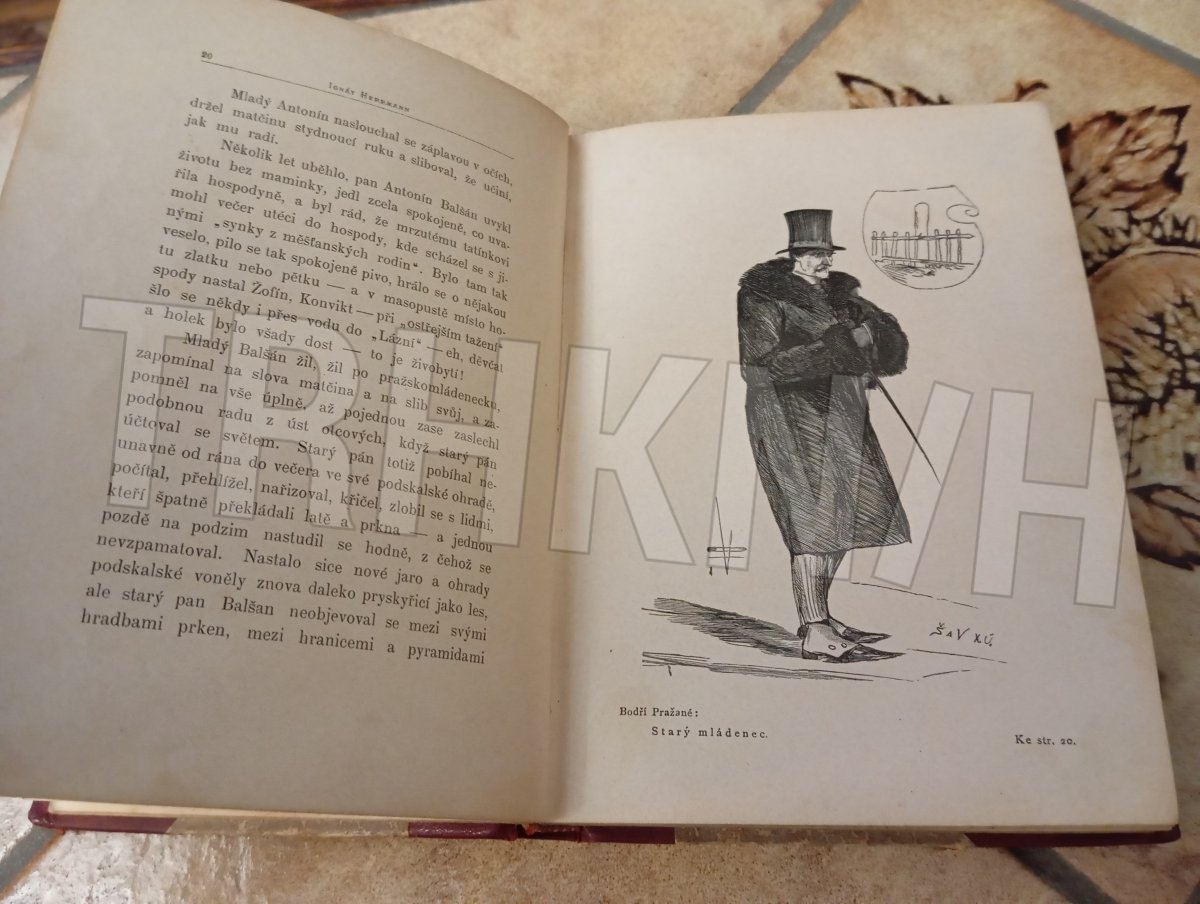 20
Ignát Herrmann
Mladý Antonín naslouchal se záplavou v očích,
držel matčinu stydnoucí ruku a sliboval, že učiní,
jak mu radí.
Několik let uběhlo, pan Antonín Balšán uvykl
životu bez maminky, jedl zcela spokojeně, co uva-
řila hospodyně, a byl rád, že mrzutému tatínkovi
mohl večer utéci do hospody, kde scházel se s ji-
nými „synky z měšťanských rodin“. Bylo tam tak
veselo, pilo se tak spokojeně pivo, hrálo se o nějakou
tu zlatku nebo pětku — a v masopustě místo ho-
spody nastal Žofín, Konvikt — při „ostřejším tažení“
šlo se někdy i přes vodu do „Lázní“ — eh, děvčat
a holek bylo všady dost — to je živobytí!
Mladý Balšán žil, žil po pražskomládenecku,
zapomínal na slova matčina a na slib svůj, a za-
pomněl na vše úplně, až pojednou zase zaslechl
podobnou radu z úst otcových, když starý pán
účtoval se světem. Starý pán totiž pobíhal ne-
unavně od rána do večera ve své podskalské ohradě,
počítal, přehlížel, nařizoval, křičel, zlobil se s lidmi,
kteří špatně překládali latě a prkna — a jednou
pozdě na podzim nastudil se hodně, z čehož se
nevzpamatoval. Nastalo sice nové jaro a ohrady
podskalské voněly znova daleko pryskyřicí jako les,
ale starý pan Balšan neobjevoval se mezi svými
hradbami prken, mezi hranicemi a pyramidami
Bodří Pražané:
Starý mládenec.
Ke str. 20.